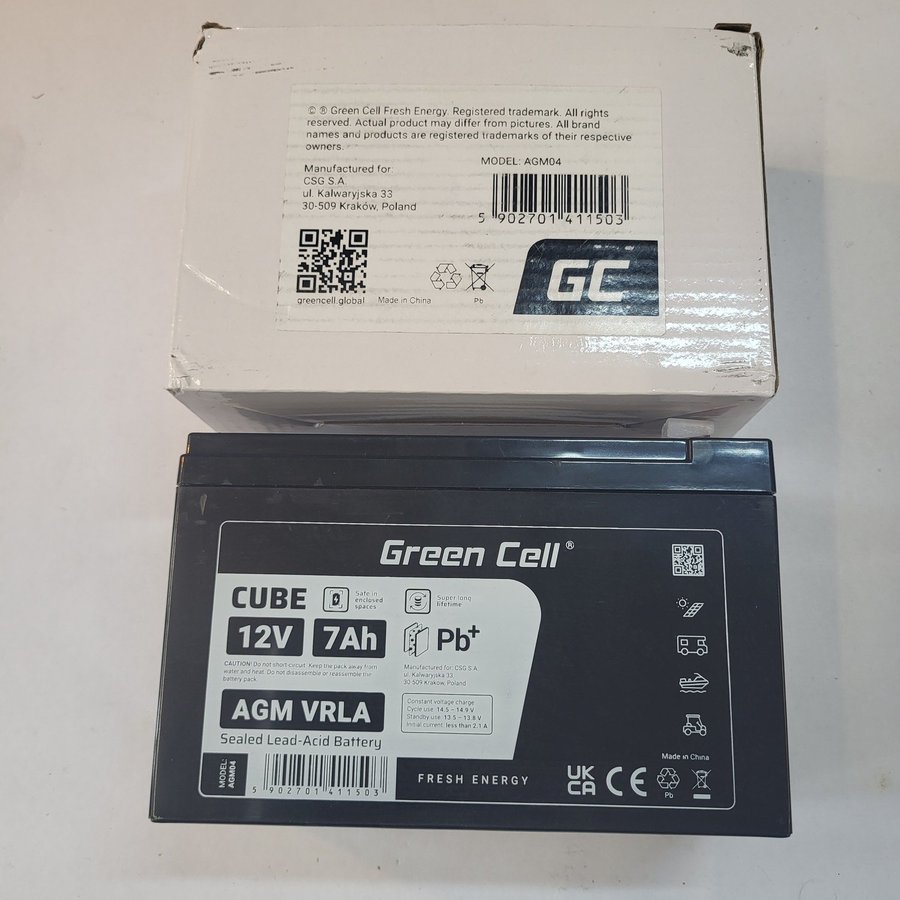 © ® Green Cell Fresh Energy. Registered trademark. All rights
reserved. Actual product may differ from pictures. All brand
names and products are registered trademarks of their respective
owners.
MODEL: AGM04
Manufactured for:
CSG S.A.
ul. Kalwaryjska 33
30-509 Kraków, Poland
5 902701 411503
GC
greencell.global
Made in China
Pb
Green Cell®
CUBE
Safe in
enclosed
spaces
Super long
lifetime
12V
7Ah
Pb+
CAUTION! Do not short-circuit. Keep the pack away from
water and heat. Do not disassemble or reassemble the
battery pack.
Manufactured for: CSG S.A.
ul. Kalwaryjska 33,
30-509 Kraków, Poland
AGM VRLA
Sealed Lead-Acid Battery
Constant voltage charge
Cycle use: 14.5 – 14.9 V
Standby use: 13.5 – 13.8 V
Initial current: less than 2.1 A
MODEL:
AGM04
5 902701 411503
FRESH ENERGY
UK
CA
CE
Made in China
Pb